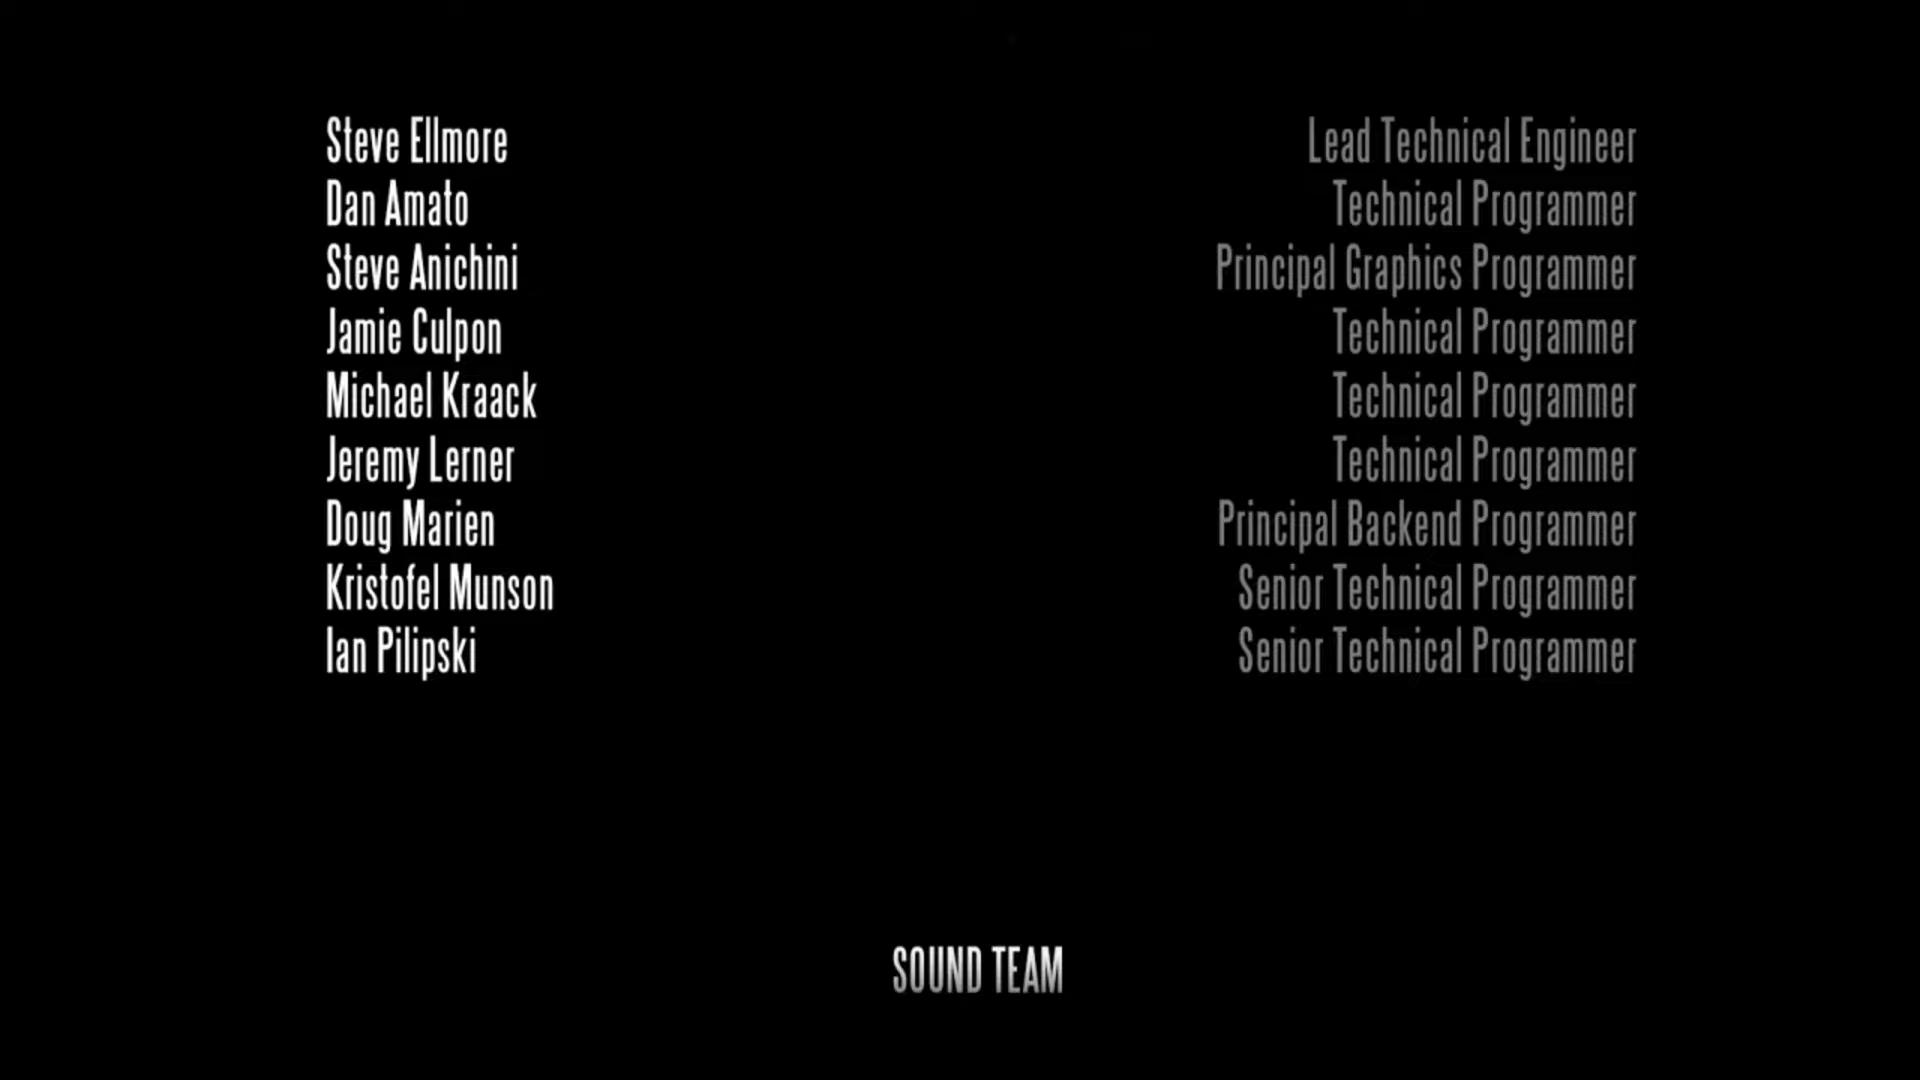 Steve Ellmore Lead Technical Engineer
Dan Amato Technical Programmer
Steve Anichini Principal Graphics Programmer
Jamie Culpon Technical Programmer
Michael Kraack Technical Programmer
Jeremy Lerner Technical Programmer
Doug Marien Principal Backend Programmer
Kristofel Munson Senior Technical Programmer
Ian Pilipski Senior Technical Programmer
SOUND TEAM